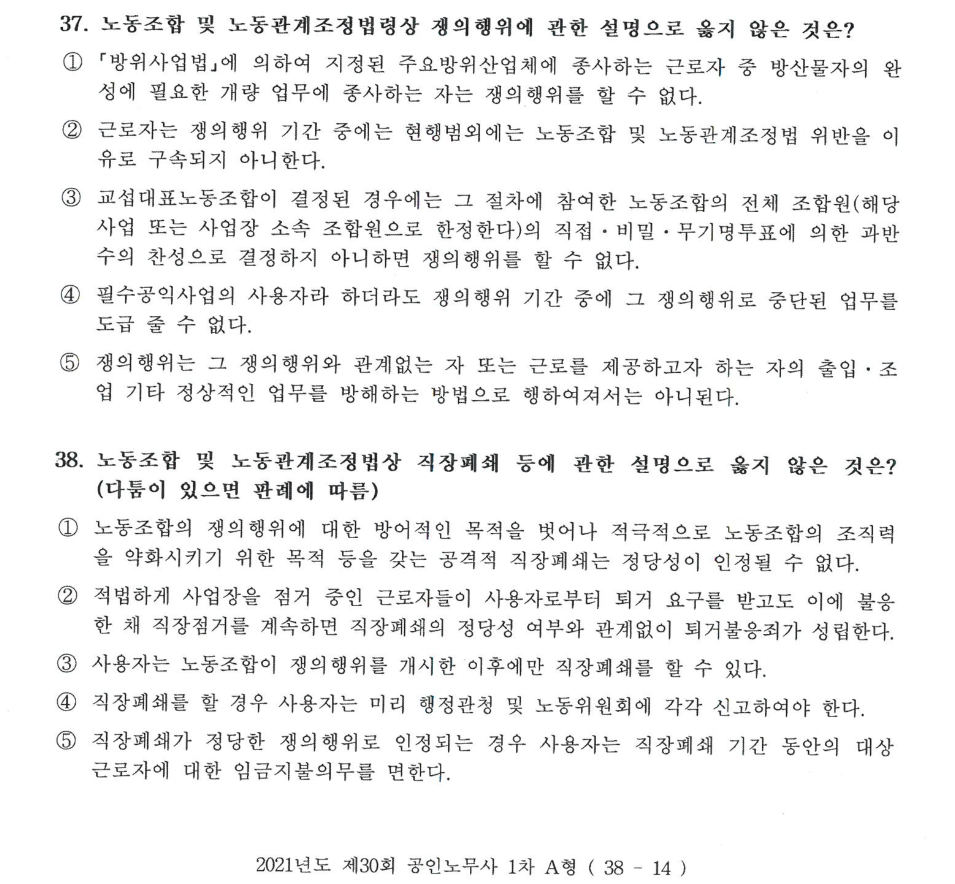 37. 노동조합 및 노동관계조정법령상 쟁의행위에 관한 설명으로 옳지 않은 것은?
① 「방위사업법」에 의하여 지정된 주요방위산업체에 종사하는 근로자 중 방산물자의 완
성에 필요한 개량 업무에 종사하는 자는 쟁의행위를 할 수 없다.
② 근로자는 쟁의행위 기간 중에는 현행범외에는 노동조합 및 노동관계조정법 위반을 이
유로 구속되지 아니한다.
③ 교섭대표노동조합이 결정된 경우에는 그 절차에 참여한 노동조합의 전체 조합원(해당
사업 또는 사업장 소속 조합원으로 한정한다)의 직접・비밀・무기명투표에 의한 과반
수의 찬성으로 결정하지 아니하면 쟁의행위를 할 수 없다.
④ 필수공익사업의 사용자라 하더라도 쟁의행위 기간 중에 그 쟁의행위로 중단된 업무를
도급 줄 수 없다.
⑤ 쟁의행위는 그 쟁의행위와 관계없는 자 또는 근로를 제공하고자 하는 자의 출입・조
업 기타 정상적인 업무를 방해하는 방법으로 행하여져서는 아니된다.
38. 노동조합 및 노동관계조정법상 직장폐쇄 등에 관한 설명으로 옳지 않은 것은?
(다툼이 있으면 판례에 따름)
① 노동조합의 쟁의행위에 대한 방어적인 목적을 벗어나 적극적으로 노동조합의 조직력
을 약화시키기 위한 목적 등을 갖는 공격적 직장폐쇄는 정당성이 인정될 수 없다.
② 적법하게 사업장을 점거 중인 근로자들이 사용자로부터 퇴거 요구를 받고도 이에 불응
한 채 직장점거를 계속하면 직장폐쇄의 정당성 여부와 관계없이 퇴거불응죄가 성립한다.
③ 사용자는 노동조합이 쟁의행위를 개시한 이후에만 직장폐쇄를 할 수 있다.
④ 직장폐쇄를 할 경우 사용자는 미리 행정관청 및 노동위원회에 각각 신고하여야 한다.
⑤ 직장폐쇄가 정당한 쟁의행위로 인정되는 경우 사용자는 직장폐쇄 기간 동안의 대상
근로자에 대한 임금지불의무를 면한다.
2021년도 제30회 공인노무사 1차 A형 ( 38 - 14 )